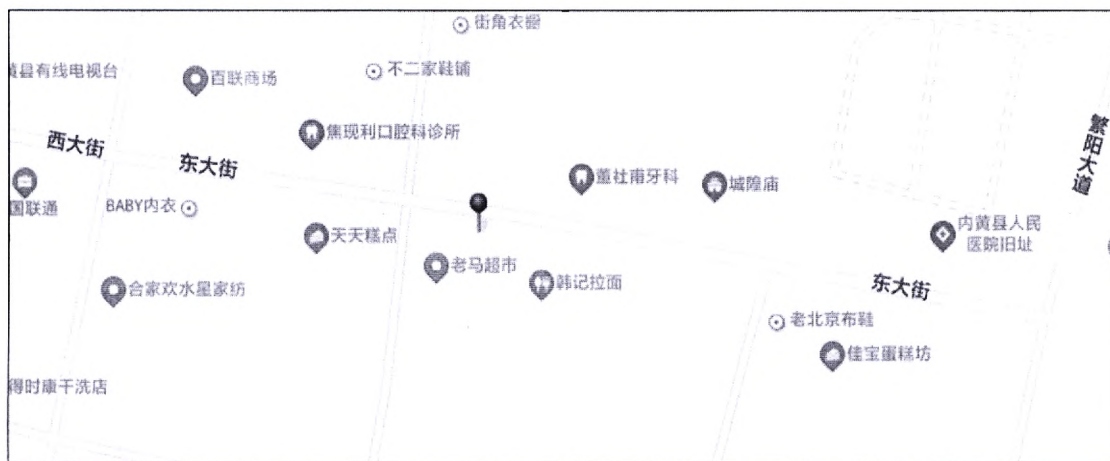 街角衣橱
黄县有线电视台
百联商场
不二家鞋铺
焦现利口腔科诊所
繁阳大道
西大街
东大街
董社甫牙科
城隍庙
国联通
BABY内衣
天天糕点
内黄县人民
医院旧址
老马超市
韩记拉面
合家欢水星家纺
东大街
老北京布鞋
佳宝蛋糕坊
得时康干洗店